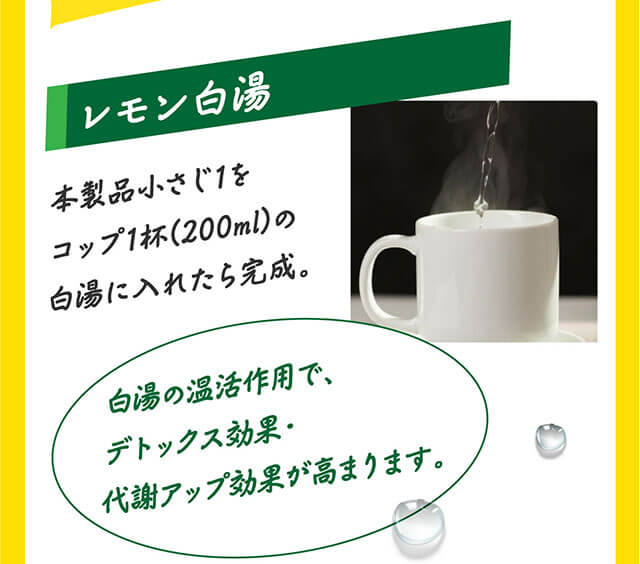 レモン白湯
本製品小さじ1を
コップ1杯(200ml)の
白湯に入れたら完成。
白湯の温活作用で、
デトックス効果・
代謝アップ効果が高まります。